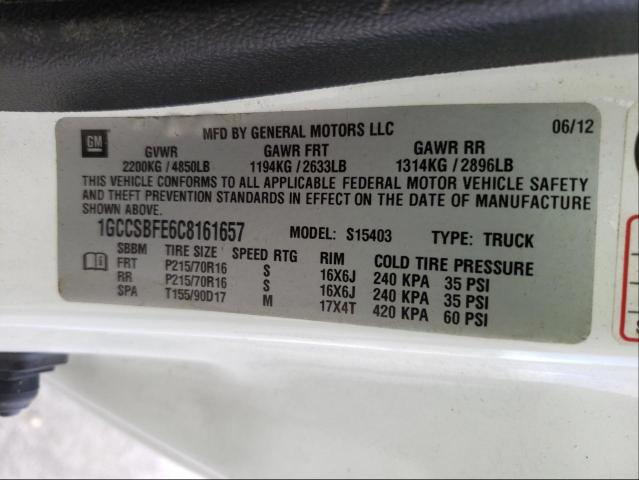 GM MFD BY GENERAL MOTORS LLC 06/12
GVWR GAWR FRT GAWR RR
2200KG / 4850LB 1194KG / 2633LB 1314KG / 2896LB
THIS VEHICLE CONFORMS TO ALL APPLICABLE FEDERAL MOTOR VEHICLE SAFETY
AND THEFT PREVENTION STANDARDS IN EFFECT ON THE DATE OF MANUFACTURE
SHOWN ABOVE.
1GCCSBFE6C8161657 MODEL: S15403 TYPE: TRUCK
SBBM TIRE SIZE SPEED RTG RIM COLD TIRE PRESSURE
FRT P215/70R16 S 16X6J 240 KPA 35 PSI
RR P215/70R16 S 16X6J 240 KPA 35 PSI
SPA T155/90D17 M 17X4T 420 KPA 60 PSI